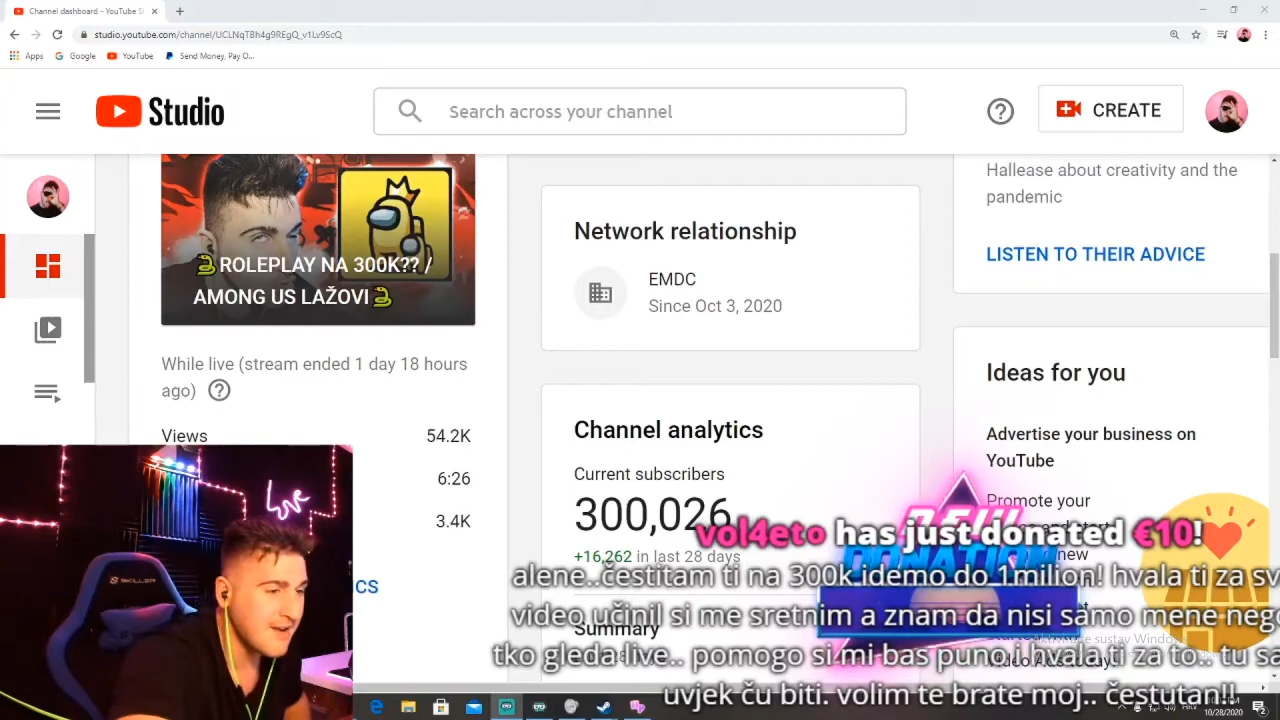 Channel dashboard - YouTube S
studio.youtube.com/channel/UCLNqT8h4g9REgQ_v1Lv9ScQ
Apps
Google
YouTube
Send Money, Pay O...
Studio
Search across your channel
CREATE
ROLEPLAY NA 300K?? /
AMONG US LAŽOVI
While live (stream ended 1 day 18 hours
ago)
Views
54.2K
6:26
3.4K
CS
Network relationship
EMDC
Since Oct 3, 2020
Channel analytics
Current subscribers
300,026
+16,262 in last 28 days
Summary
Hallease about creativity and the
pandemic
LISTEN TO THEIR ADVICE
Ideas for you
Advertise your business on
YouTube
Promote your
new
vol4eto has just donated €10!
alene..čestitam ti na 300k idemo do 1milion! hvala ti za sv
video učinil si me sretnim a znam da nisi samo mene nego
tko gleda live.. pomogo si mi bas puno i hvala ti za to.. tu sa
uvjek ču biti. volim te brate moj.. čestutan!!
SKILLER
10/28/2020